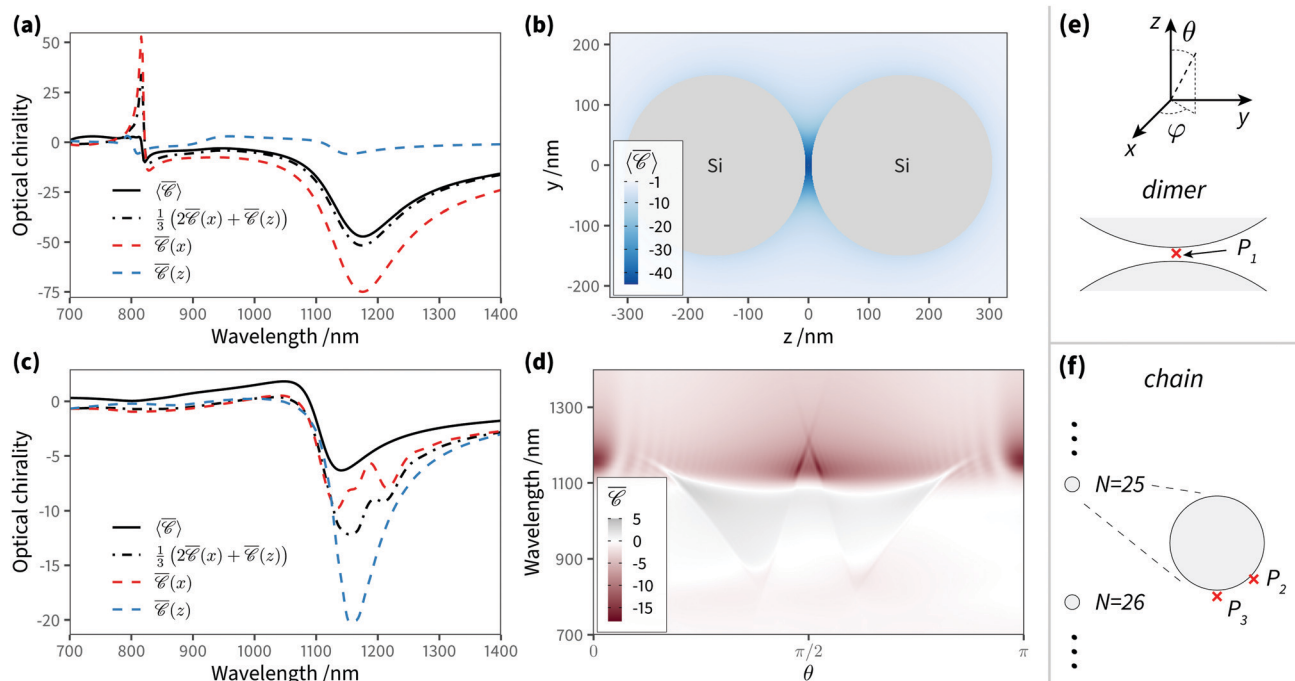 (a)
Optical chirality
50
25
0
-25
-50
-75
⟨𝒞̅⟩
1/3 (2𝒞̅(x) + 𝒞̅(z))
𝒞̅(x)
𝒞̅(z)
700 800 900 1000 1100 1200 1300 1400
Wavelength /nm
(b)
y /nm
200
100
0
-100
-200
Si
Si
⟨𝒞̅⟩
-1
-10
-20
-30
-40
-300 -200 -100 0 100 200 300
z /nm
(e)
z
θ
y
φ
x
dimer
P1
(c)
Optical chirality
0
-5
-10
-15
-20
⟨𝒞̅⟩
1/3 (2𝒞̅(x) + 𝒞̅(z))
𝒞̅(x)
𝒞̅(z)
700 800 900 1000 1100 1200 1300 1400
Wavelength /nm
(d)
Wavelength /nm
1300
1100
900
700
𝒞̅
5
0
-5
-10
-15
0 π/2 π
θ
(f)
chain
N=25
N=26
P2
P3